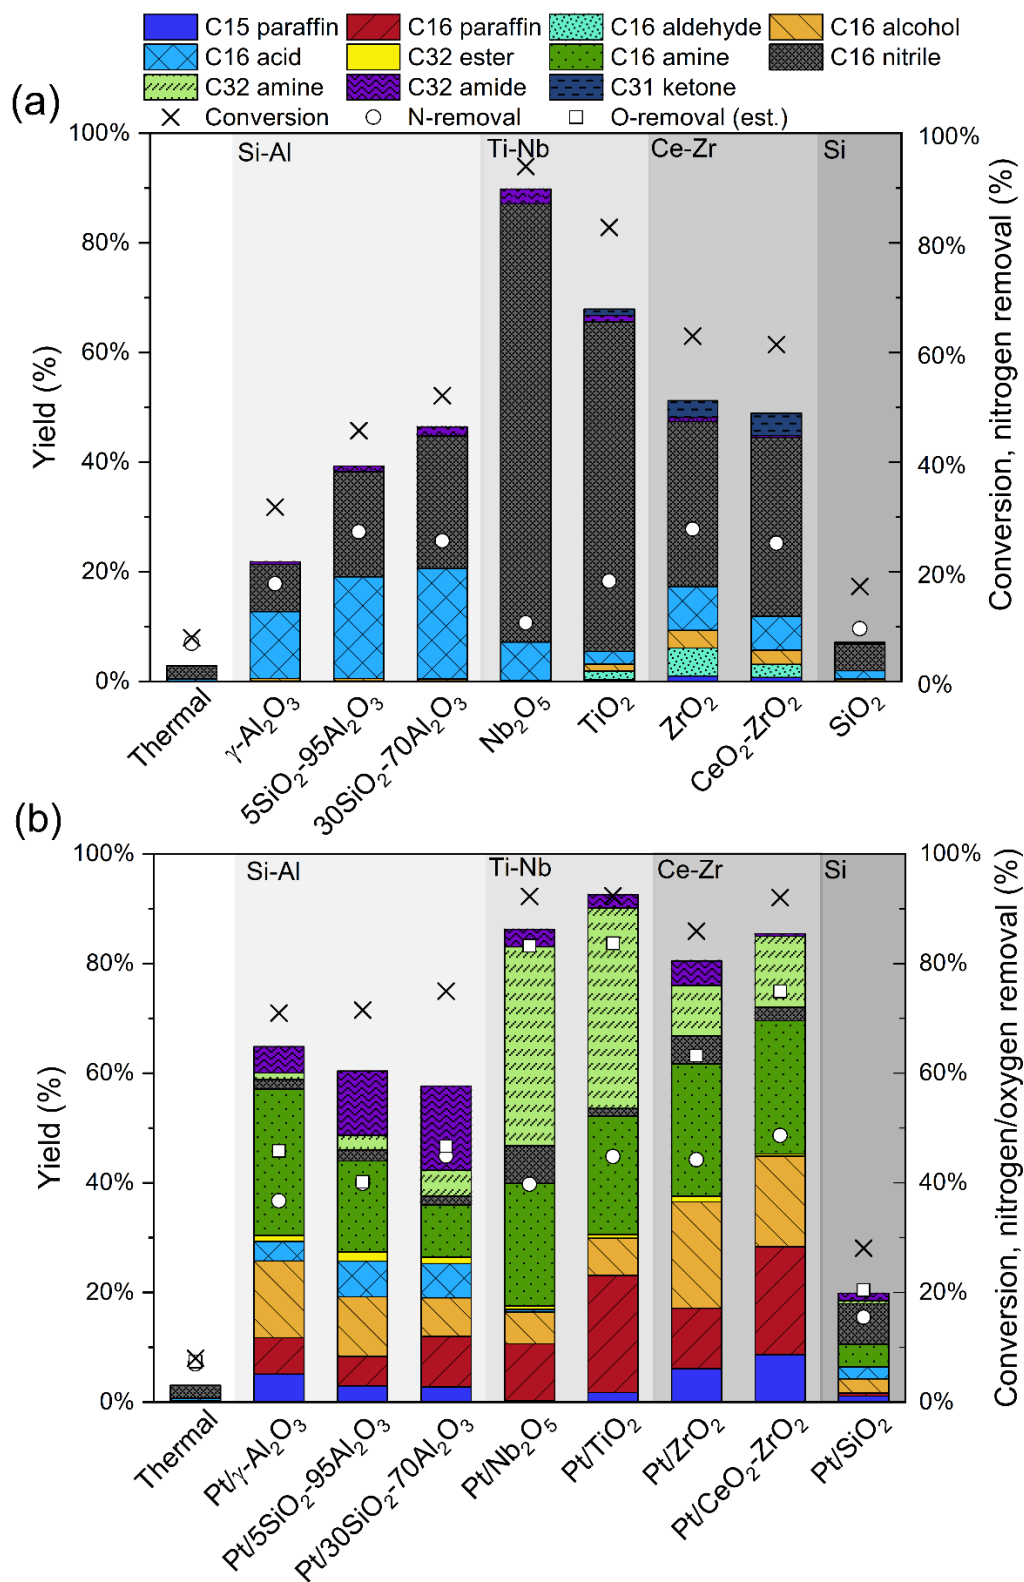 C15 paraffin C16 paraffin C16 aldehyde C16 alcohol
C16 acid C32 ester C16 amine C16 nitrile
C32 amine C32 amide C31 ketone
Conversion N-removal O-removal (est.)
(a)
100% 100%
80% 80%
60% 60%
40% 40%
20% 20%
0% 0%
Si-Al Ti-Nb Ce-Zr Si
Yield (%)
Conversion, nitrogen removal (%)
Thermal
γ-Al₂O₃
5SiO₂-95Al₂O₃
30SiO₂-70Al₂O₃
Nb₂O₅
TiO₂
ZrO₂
CeO₂-ZrO₂
SiO₂
(b)
100% 100%
80% 80%
60% 60%
40% 40%
20% 20%
0% 0%
Si-Al Ti-Nb Ce-Zr Si
Yield (%)
Conversion, nitrogen/oxygen removal (%)
Thermal
Pt/γ-Al₂O₃
Pt/5SiO₂-95Al₂O₃
Pt/30SiO₂-70Al₂O₃
Pt/Nb₂O₅
Pt/TiO₂
Pt/ZrO₂
Pt/CeO₂-ZrO₂
Pt/SiO₂